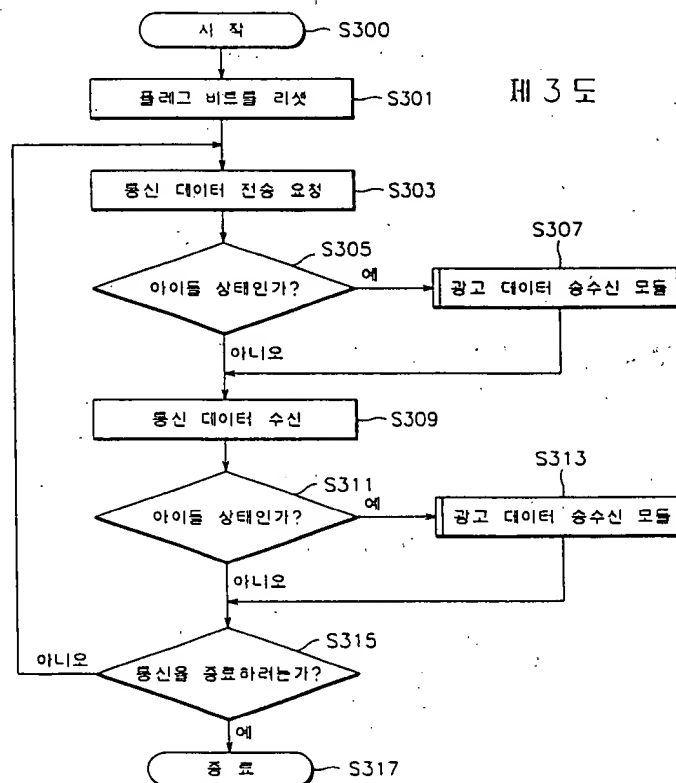 시 작
S300
플레그 비트를 리셋
S301
제 3 도
통신 데이터 전송 요청
S303
S305
아이들 상태인가?
예
S307
광고 데이터 송수신 모듈
아니오
통신 데이터 수신
S309
S311
아이들 상태인가?
예
S313
광고 데이터 송수신 모듈
아니오
S315
통신을 종료하려는가?
아니오
예
종 료
S317